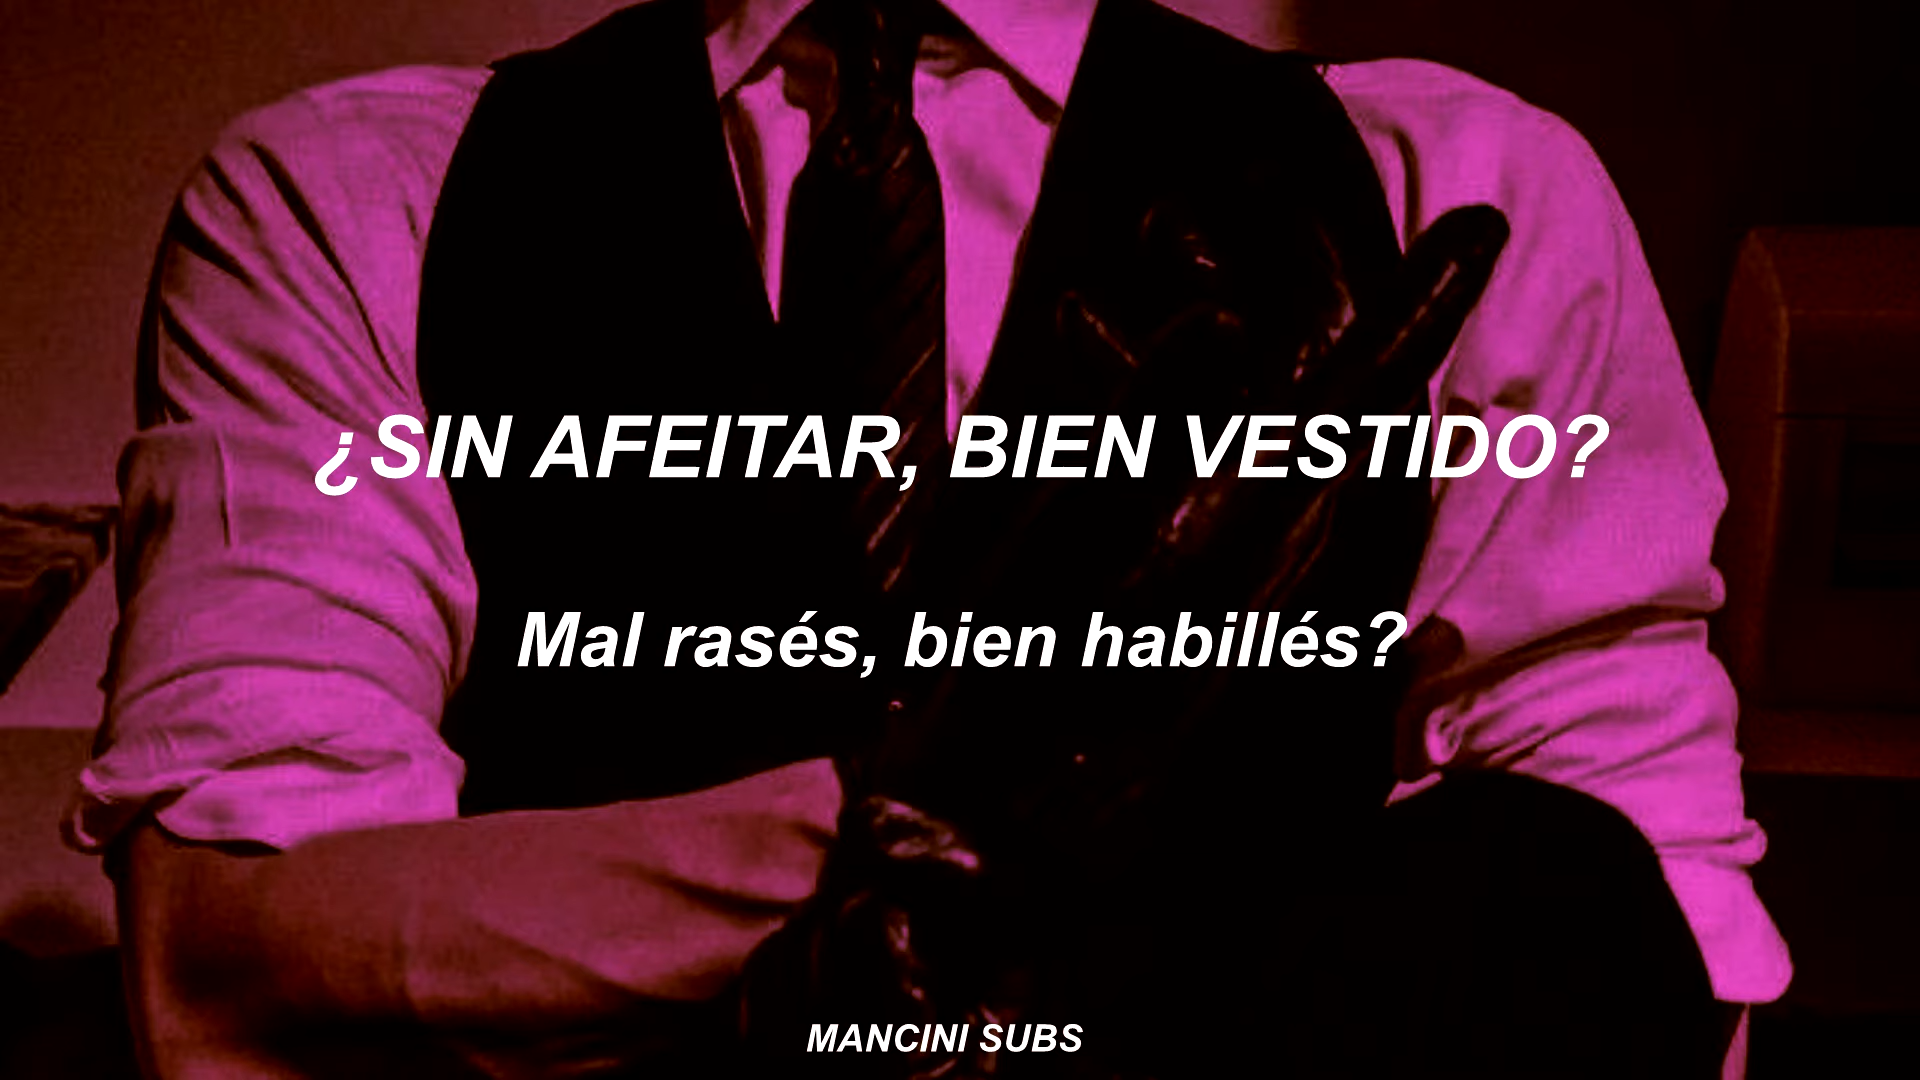 ¿SIN AFEITAR, BIEN VESTIDO?
Mal rasés, bien habillés?
MANCINI SUBS